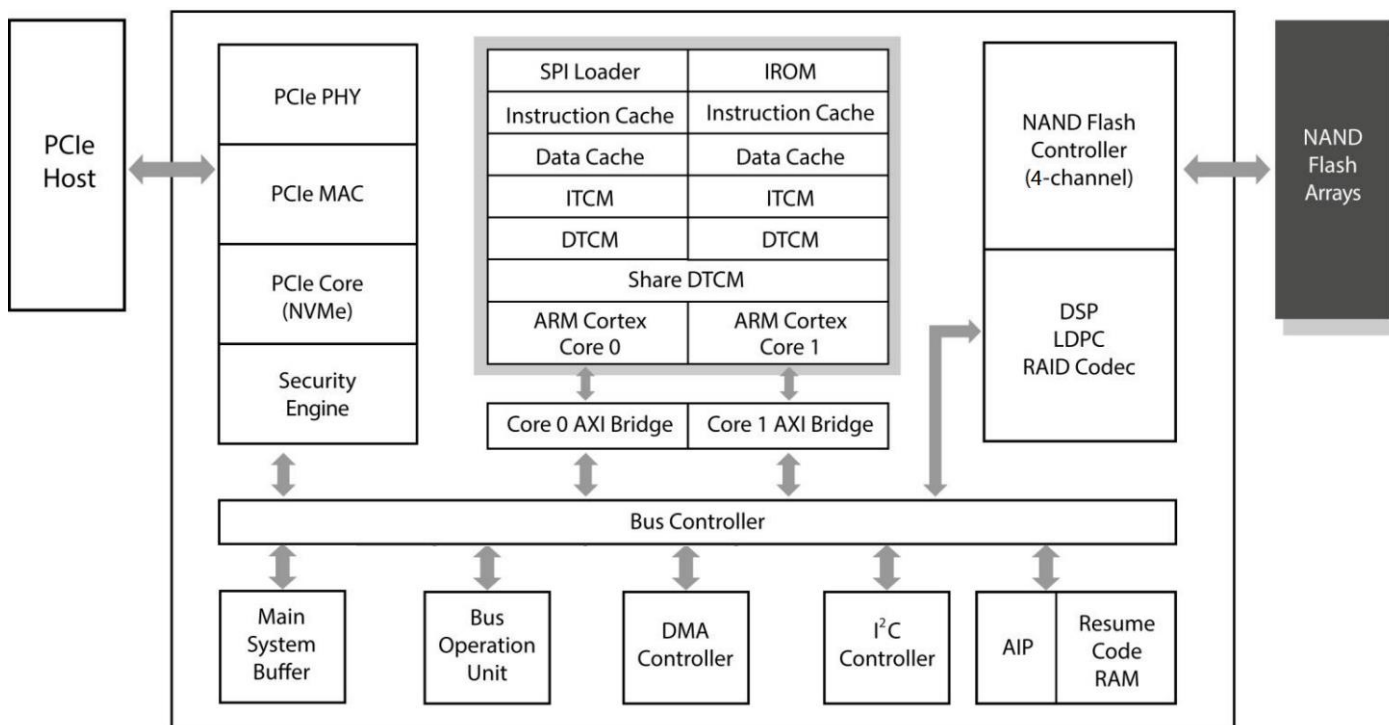 PCIe
Host
PCIe PHY
PCIe MAC
PCIe Core
(NVMe)
Security
Engine
SPI Loader
IROM
Instruction Cache
Instruction Cache
Data Cache
Data Cache
ITCM
ITCM
DTCM
DTCM
Share DTCM
ARM Cortex
Core 0
ARM Cortex
Core 1
Core 0 AXI Bridge
Core 1 AXI Bridge
NAND Flash
Controller
(4-channel)
DSP
LDPC
RAID Codec
NAND
Flash
Arrays
Bus Controller
Main
System
Buffer
Bus
Operation
Unit
DMA
Controller
I²C
Controller
AIP
Resume
Code
RAM